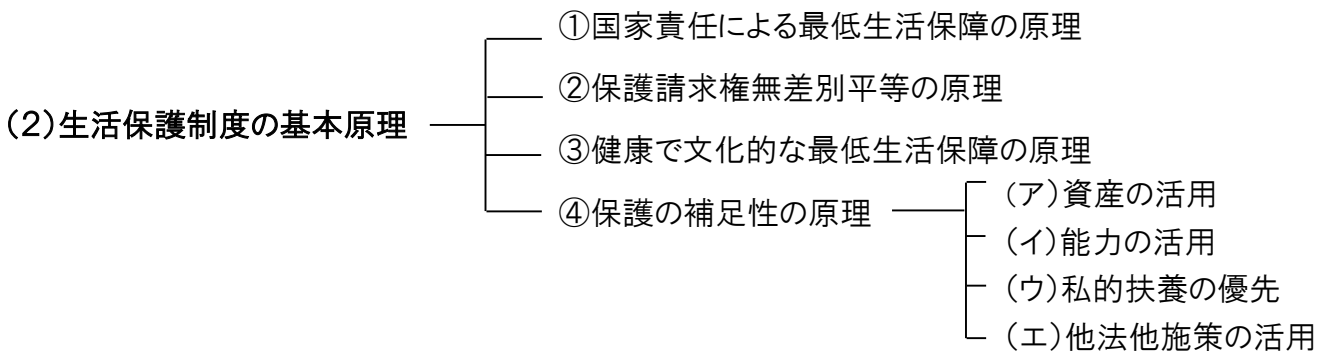 ①国家責任による最低生活保障の原理
②保護請求権無差別平等の原理
(2)生活保護制度の基本原理
③健康で文化的な最低生活保障の原理
④保護の補足性の原理
(ア)資産の活用
(イ)能力の活用
(ウ)私的扶養の優先
(エ)他法他施策の活用